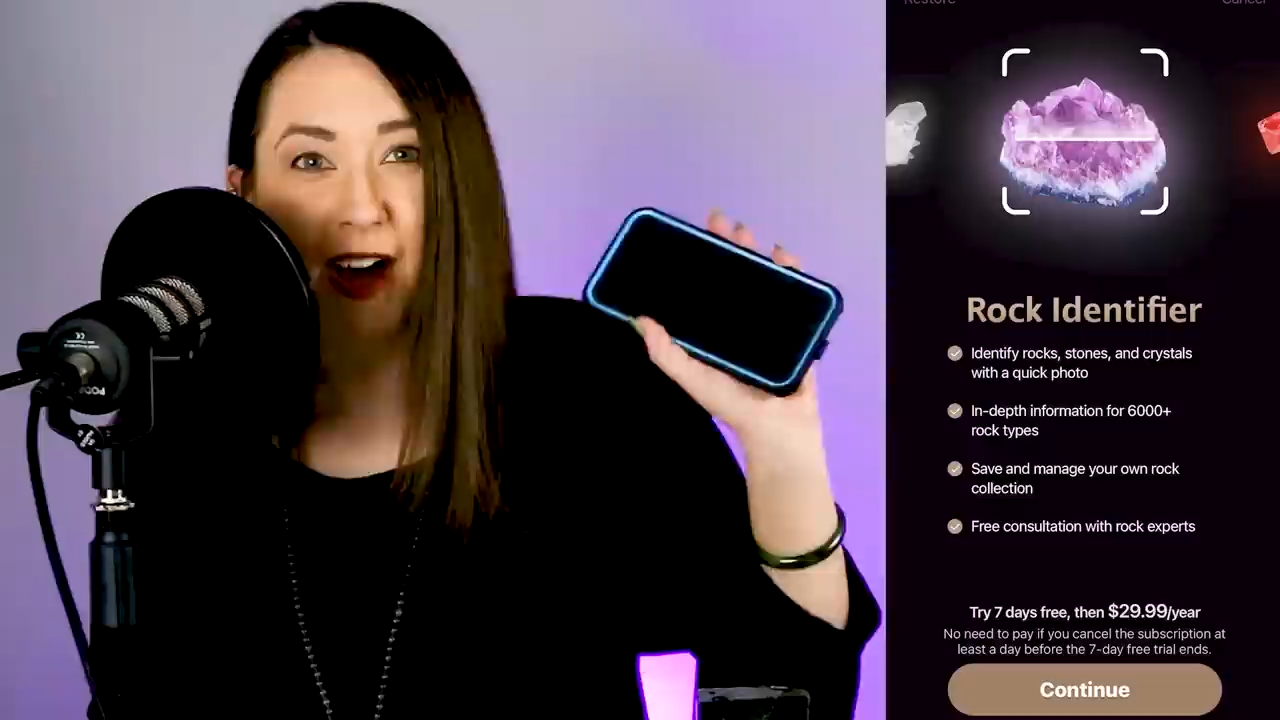 Restore
Cancel
Rock Identifier
Identify rocks, stones, and crystals
with a quick photo
In-depth information for 6000+
rock types
Save and manage your own rock
collection
Free consultation with rock experts
Try 7 days free, then $29.99/year
No need to pay if you cancel the subscription at
least a day before the 7-day free trial ends.
Continue